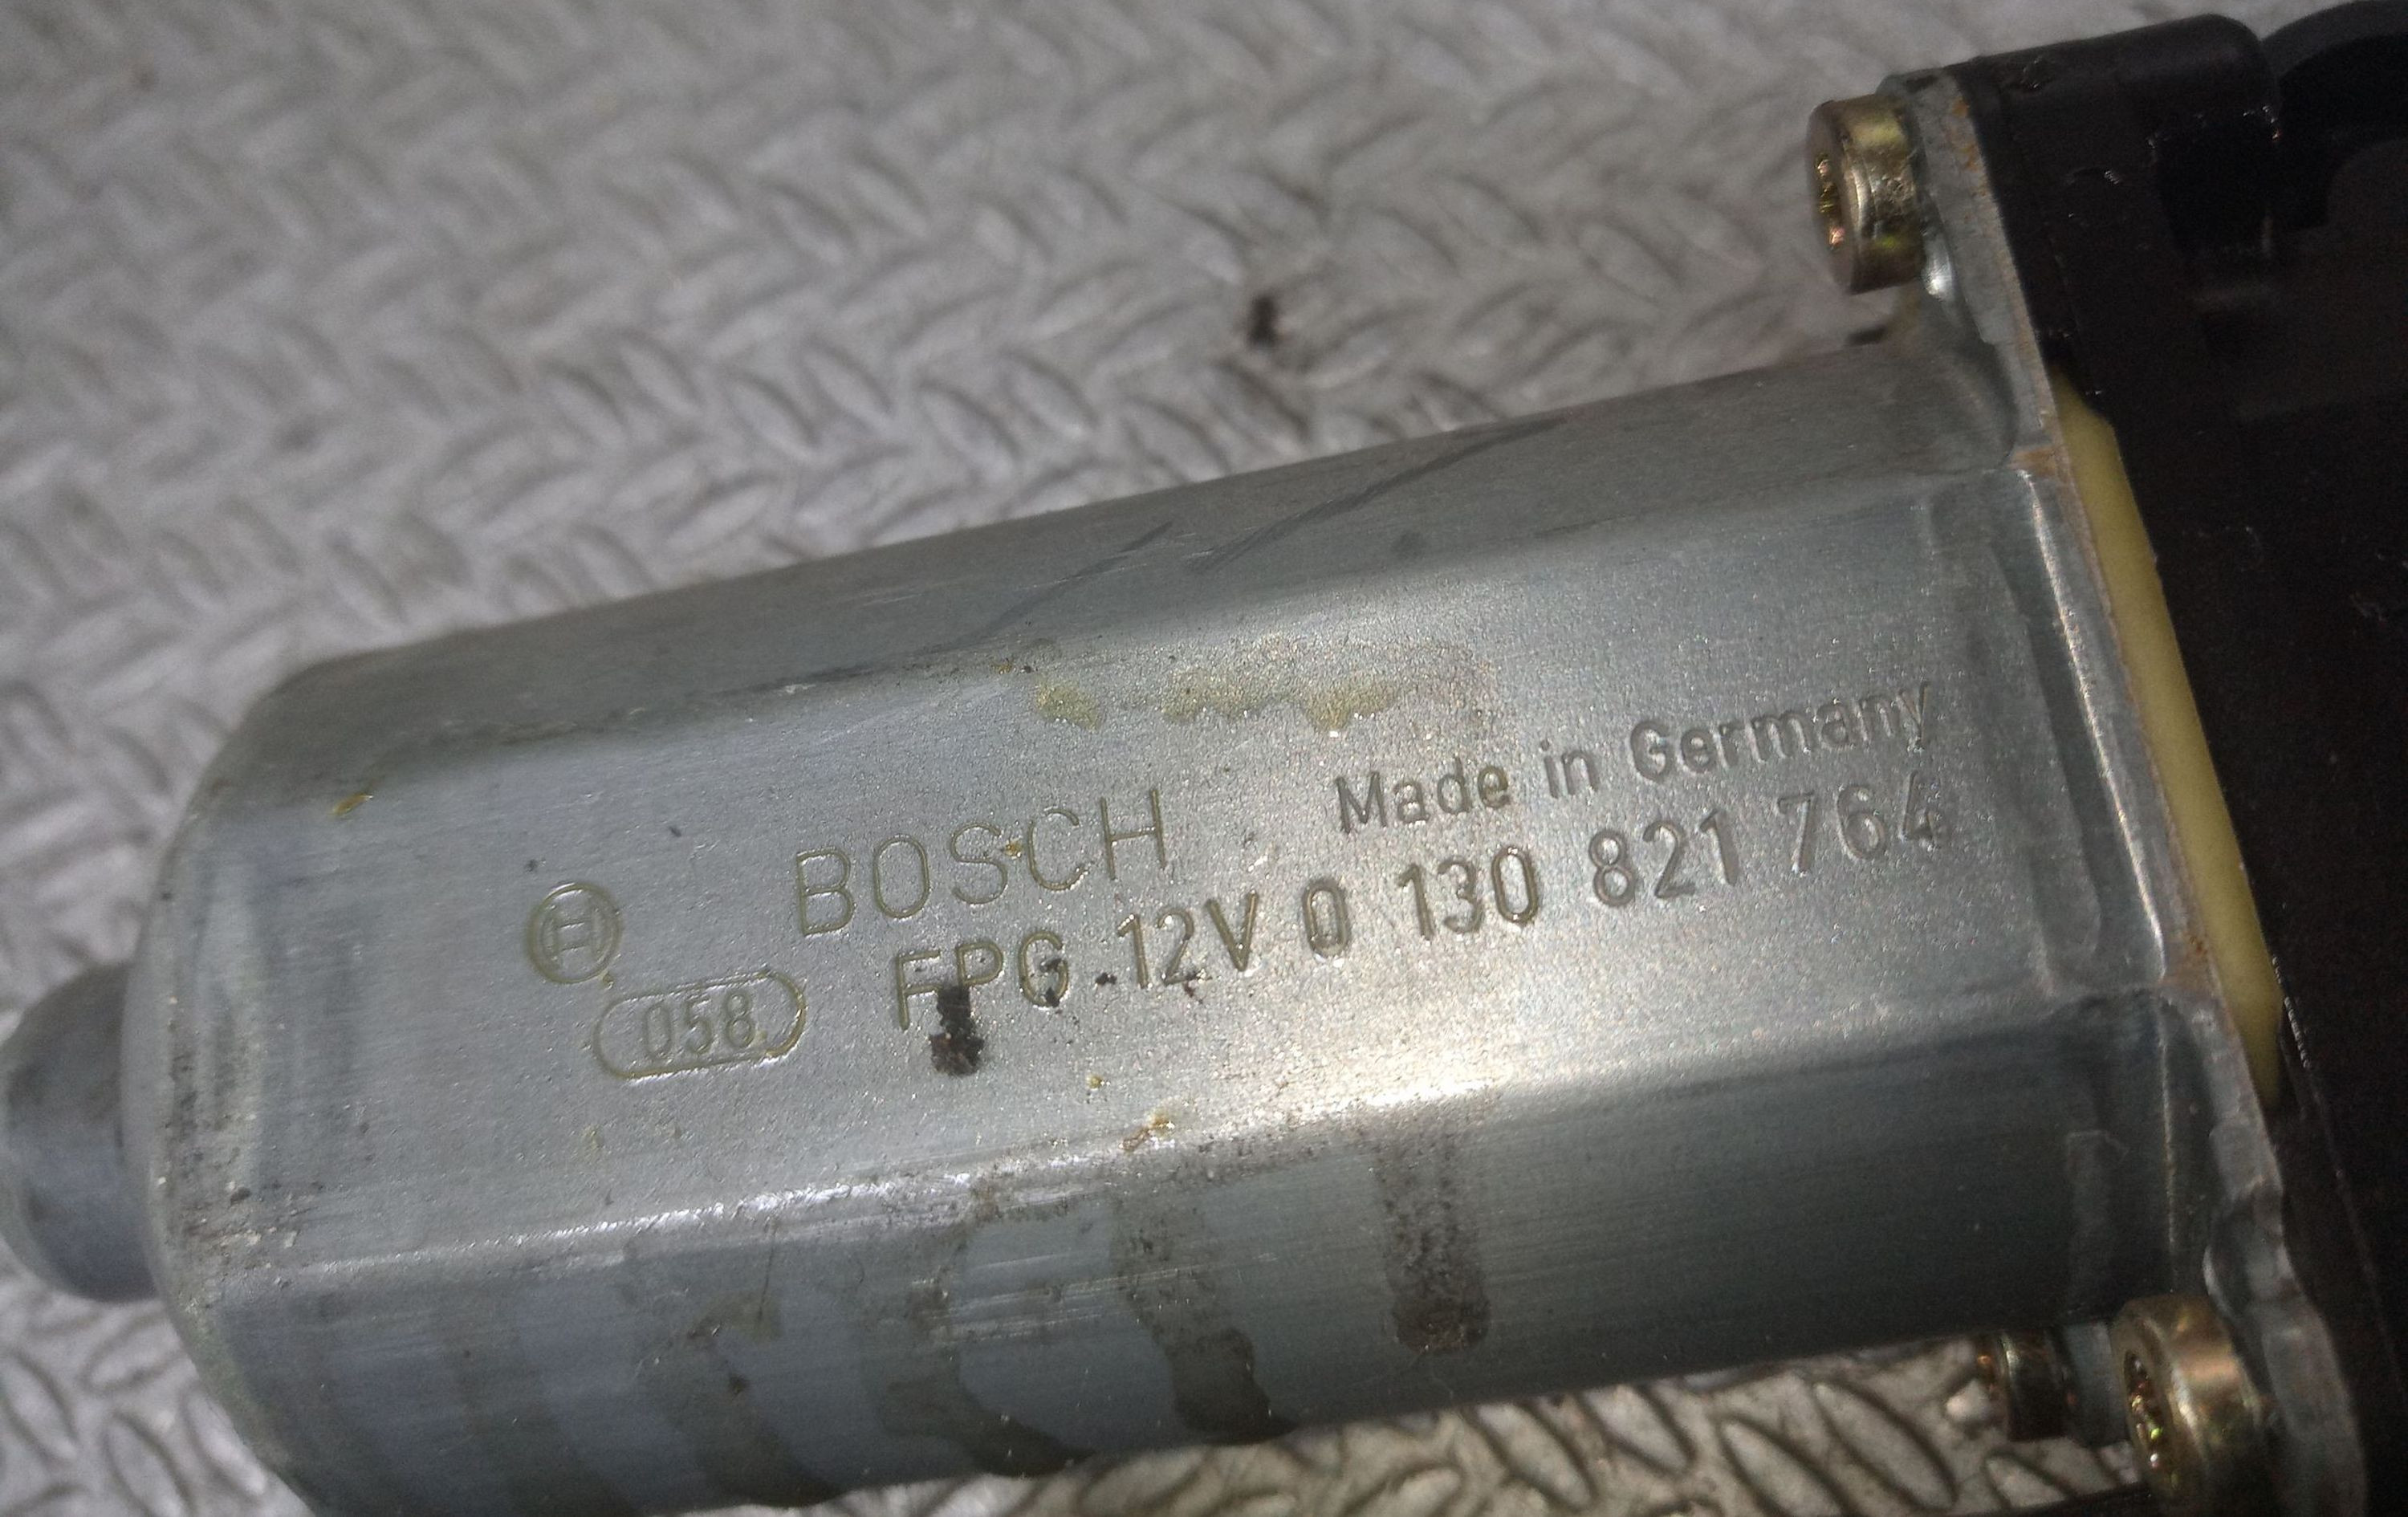 BOSCH Made in Germany
FPG 12V 0 130 821 764
058